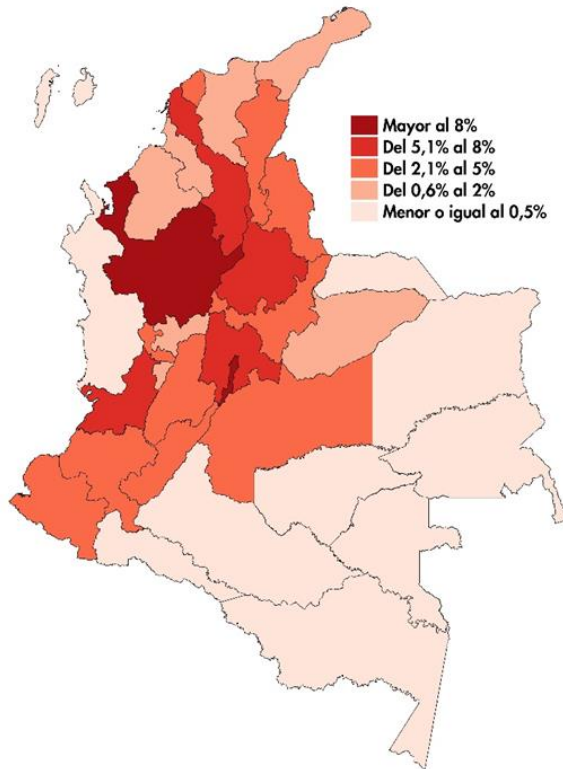 Mayor al 8%
Del 5,1% al 8%
Del 2,1% al 5%
Del 0,6% al 2%
Menor o igual al 0,5%